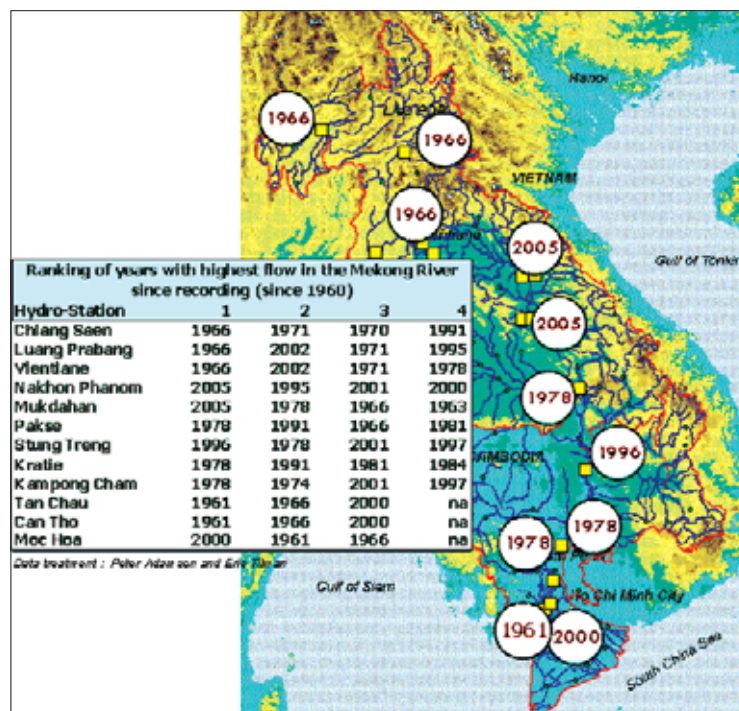 Hanoi
1966
1966
VIETNAM
1966
2005
Gulf of Tonkin
Ranking of years with highest flow in the Mekong River
since recording (since 1960)
Hydro-Station 1 2 3 4
Chiang Saen 1966 1971 1970 1991
Luang Prabang 1966 2002 1971 1995
Vientiane 1966 2002 1971 1978
Nakhon Phanom 2005 1995 2001 2000
Mukdahan 2005 1978 1966 1963
Pakse 1978 1991 1966 1981
Stung Treng 1996 1978 2001 1997
Kratie 1978 1991 1981 1984
Kampong Cham 1978 1974 2001 1997
Tan Chau 1961 1966 2000 na
Can Tho 1961 1966 2000 na
Moc Hoa 2000 1961 1966 na
2005
1978
1996
1978
1978
Data treatment : Peter Adamson and
Gulf of Siam
Ho Chi Minh City
1961
2000
South China Sea